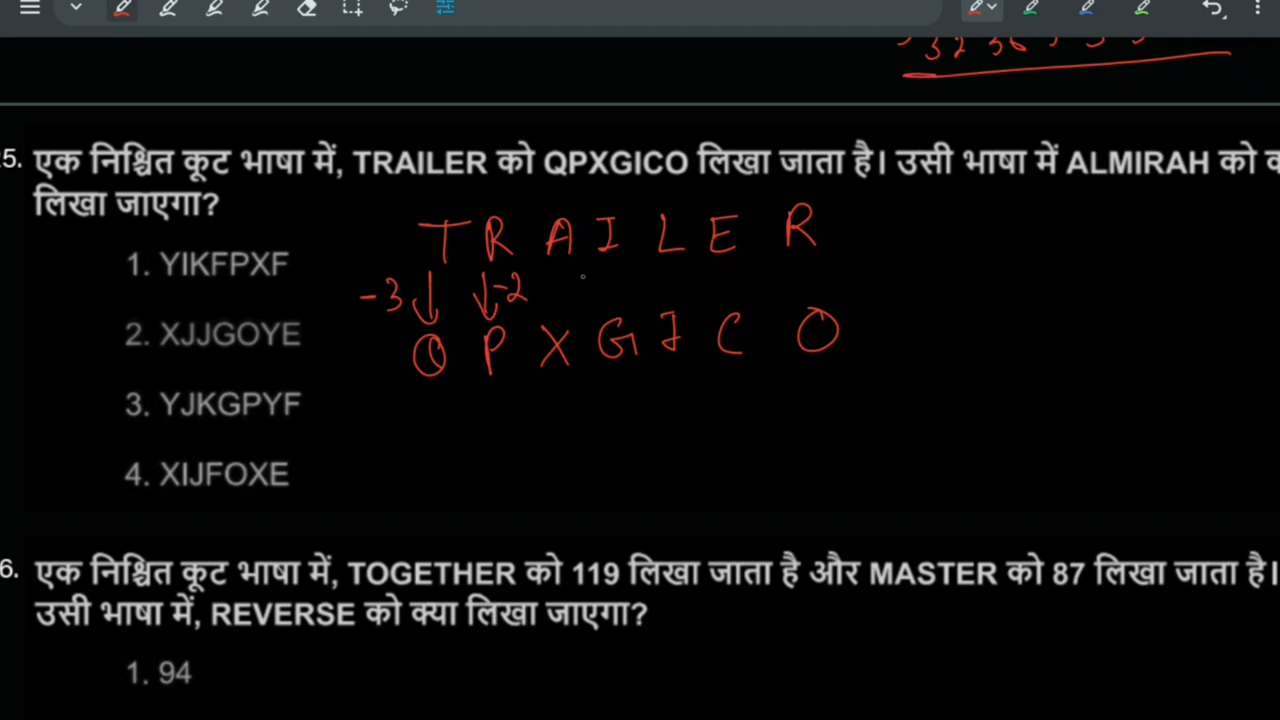 5. एक निश्चित कूट भाषा में, TRAILER को QPXGICO लिखा जाता है। उसी भाषा में ALMIRAH को
लिखा जाएगा?
T R A I L E R
1. YIKFPXF
-3 -2
2. XJJGOYE
Q P X G I C O
3. YJKGPYF
4. XIJFOXE
6. एक निश्चित कूट भाषा में, TOGETHER को 119 लिखा जाता है और MASTER को 87 लिखा जाता है।
उसी भाषा में, REVERSE को क्या लिखा जाएगा?
1. 94